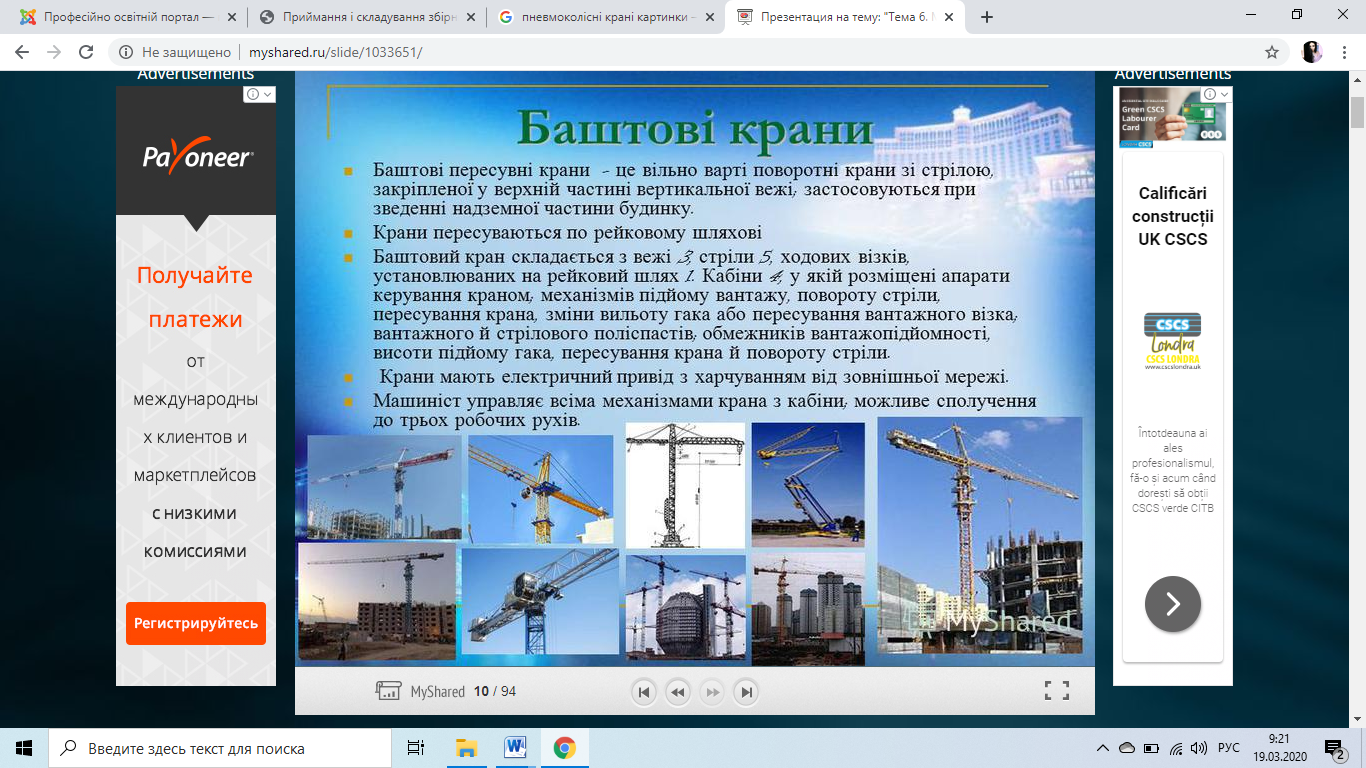 Професійно освітній портал —
Приймання і складування збірн
пневмоколісні крані картинки -
Презентация на тему: "Тема 6. М
Не защищено
myshared.ru/slide/1033651/
Advertisements
Payoneer
Получайте
платежи
от
международны
х клиентов и
маркетплейсов
с низкими
комиссиями
Регистрируйтесь
Баштові крани
Баштові пересувні крани - це вільно варті поворотні крани зі стрілою,
закріпленої у верхній частині вертикальної вежі, застосовуються при
зведенні надземної частини будинку.
Крани пересуваються по рейковому шляхові
Баштовий кран складається з вежі 3, стріли 5, ходових візків,
установлюваних на рейковий шлях 1. Кабіни 4, у якій розміщені апарати
керування краном, механізмів підйому вантажу, повороту стріли,
пересування крана, зміни вильоту гака або пересування вантажного візка,
вантажного й стрілового поліспастів, обмежників вантажопідйомності,
висоти підйому гака, пересування крана й повороту стріли.
Крани мають електричний привід з харчуванням від зовнішньої мережі.
Машиніст управляє всіма механізмами крана з кабіни, можливе сполучення
до трьох робочих рухів.
MyShared
MyShared 10 / 94
Advertisements
Green CSCS
Labourer
Card
Calificări
construcții
UK CSCS
CSCS
Londra
CSCS LONDRA
www.cscslondra.uk
Întotdeauna ai
ales
profesionalismul,
fă-o și acum când
dorești să obții
CSCS verde CITB
Введите здесь текст для поиска
РУС
9:21
19.03.2020
2